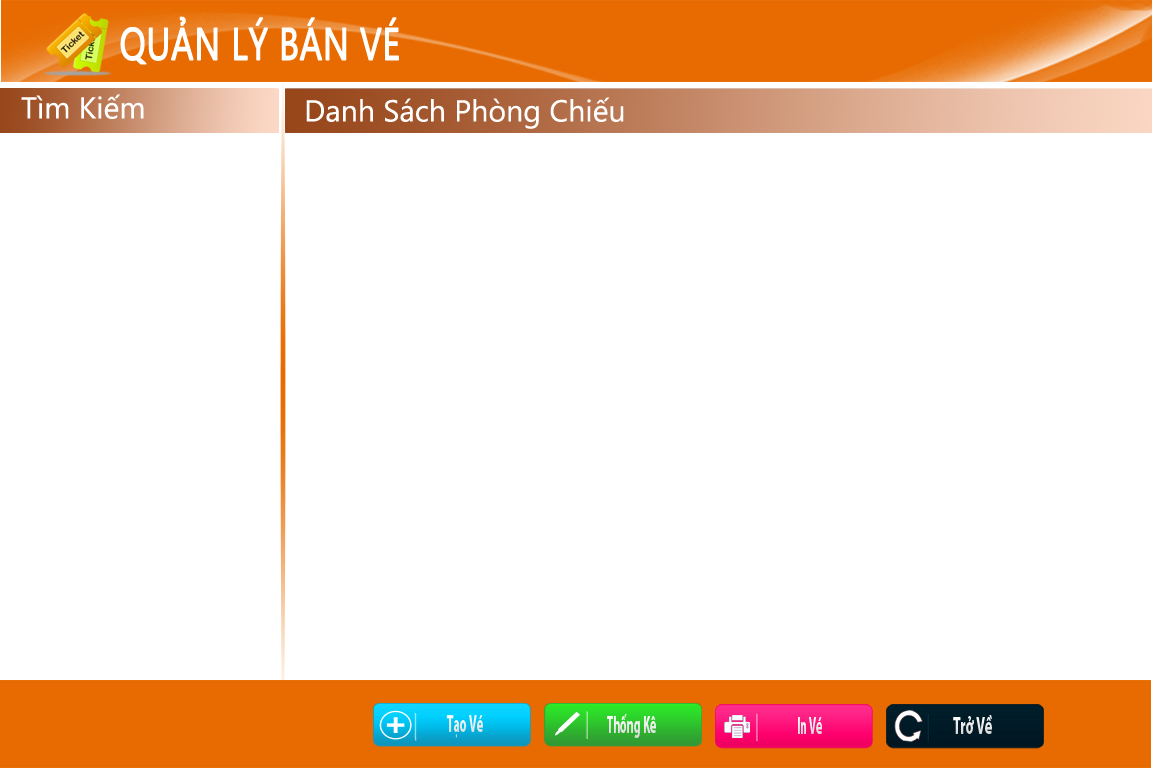 Ticket
Ticket
QUẢN LÝ BÁN VÉ
Tìm Kiếm
Danh Sách Phòng Chiếu
Tạo Vé
Thống Kê
In Vé
Trở Về